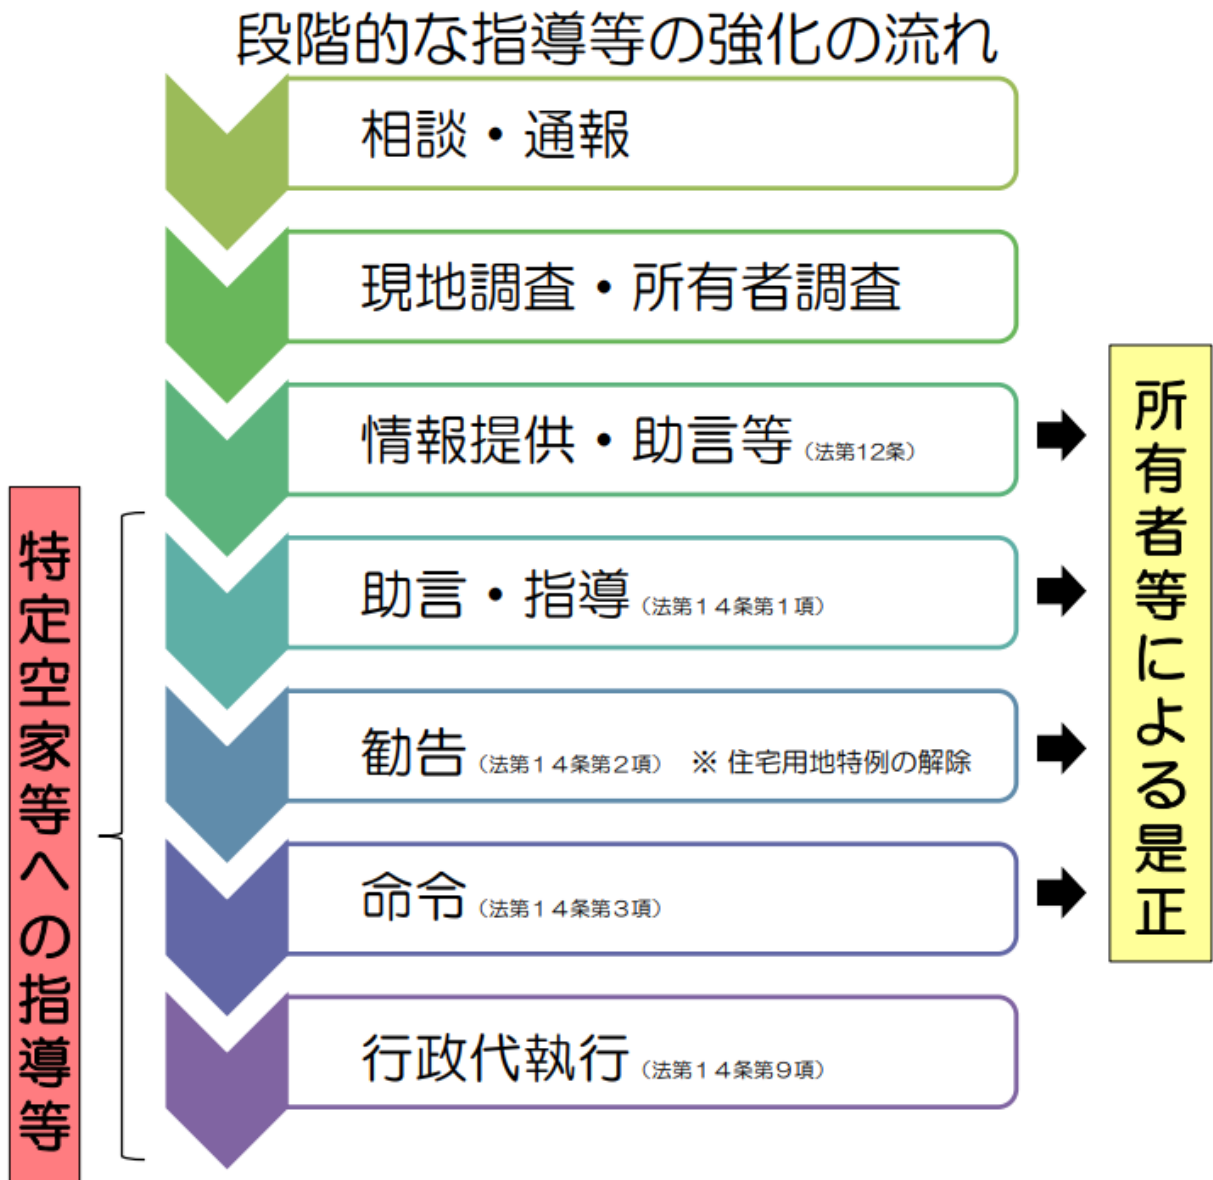 段階的な指導等の強化の流れ
相談・通報
現地調査・所有者調査
情報提供・助言等（法第12条）
助言・指導（法第１４条第１項）
勧告（法第１４条第２項）　※ 住宅用地特例の解除
命令（法第１４条第３項）
行政代執行（法第１４条第９項）
特定空家等への指導等
所有者等による是正